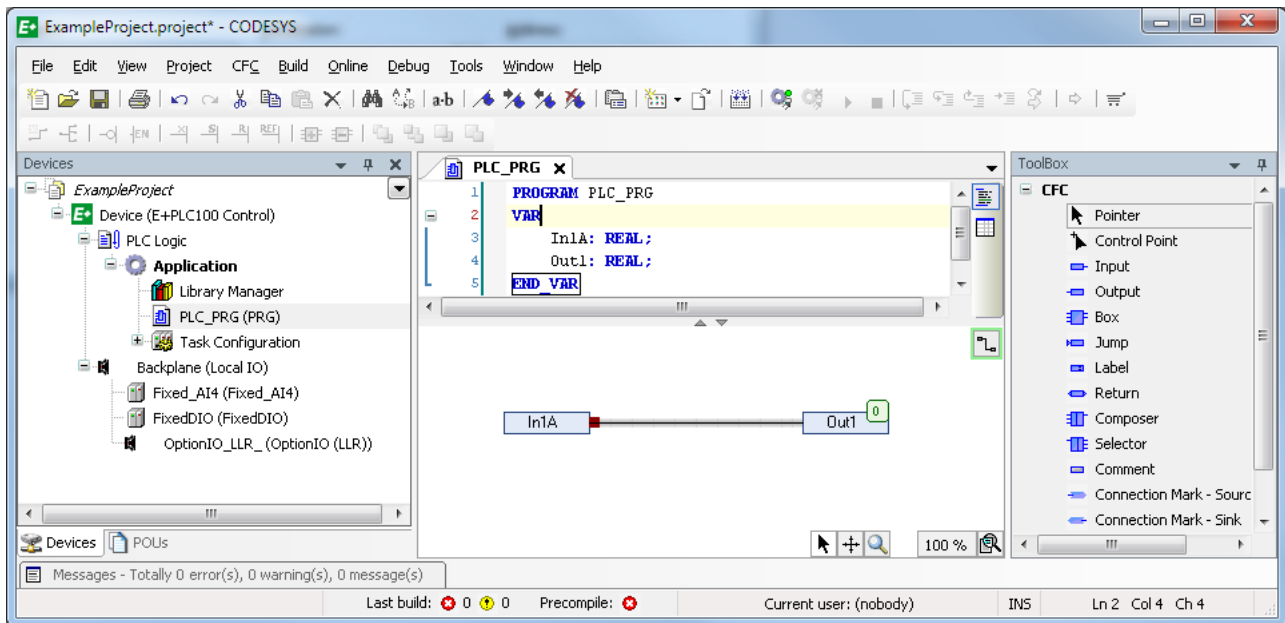 E+ ExampleProject.project* - CODESYS
File Edit View Project CFC Build Online Debug Tools Window Help
a·b
EN S R REF
Devices
ExampleProject
E+ Device (E+PLC100 Control)
PLC Logic
Application
Library Manager
PLC_PRG (PRG)
Task Configuration
Backplane (Local IO)
Fixed_AI4 (Fixed_AI4)
FixedDIO (FixedDIO)
OptionIO_LLR_ (OptionIO (LLR))
Devices POUs
PLC_PRG X
1 PROGRAM PLC_PRG
2 VAR
3 In1A: REAL;
4 Out1: REAL;
5 END_VAR
In1A Out1 0
100 %
ToolBox
CFC
Pointer
Control Point
Input
Output
Box
Jump
Label
Return
Composer
Selector
Comment
Connection Mark - Sourc
Connection Mark - Sink
Messages - Totally 0 error(s), 0 warning(s), 0 message(s)
Last build: 0 0 Precompile: Current user: (nobody) INS Ln 2 Col 4 Ch 4